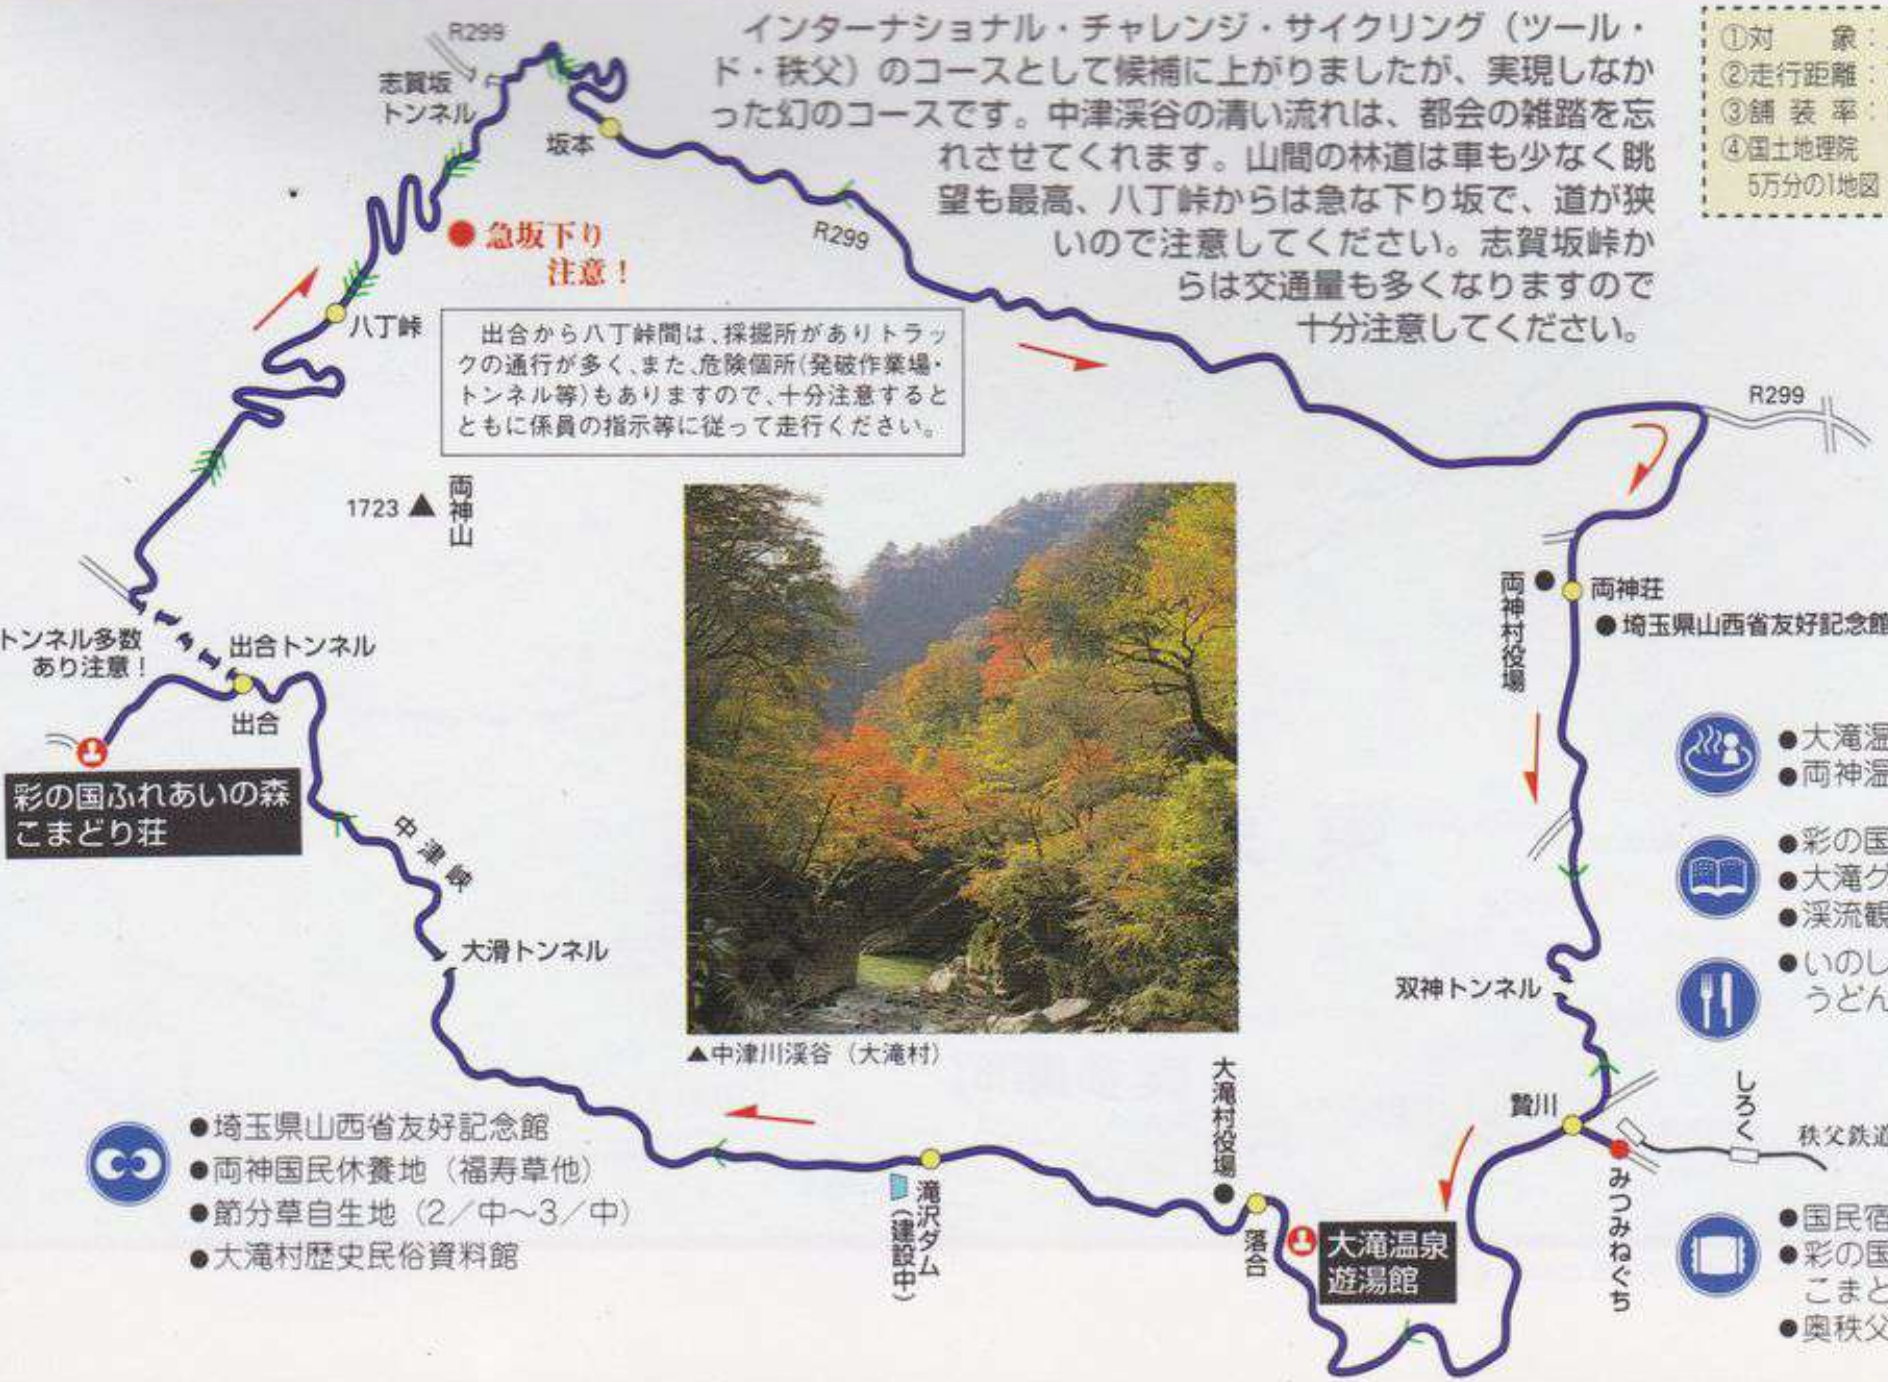 インターナショナル・チャレンジ・サイクリング（ツール・
ド・秩父）のコースとして候補に上がりましたが、実現しなか
った幻のコースです。中津渓谷の清い流れは、都会の雑踏を忘
れさせてくれます。山間の林道は車も少なく眺
望も最高、八丁峠からは急な下り坂で、道が狭
いので注意してください。志賀坂峠か
らは交通量も多くなりますので
十分注意してください。
①対　象：
②走行距離：
③舗装率：
④国土地理院
5万分の1地図
R299
志賀坂
トンネル
坂本
R299
●急坂下り
注意！
八丁峠
出合から八丁峠間は、採掘所がありトラッ
クの通行が多く、また、危険個所（発破作業場・
トンネル等）もありますので、十分注意すると
ともに係員の指示等に従って走行ください。
R299
1723▲
両神山
両神村役場
両神荘
●埼玉県山西省友好記念館
トンネル多数
あり注意！
出合トンネル
出合
彩の国ふれあいの森
こまどり荘
中津峡
大滑トンネル
▲中津川渓谷（大滝村）
双神トンネル
●大滝温
●両神温
●彩の国
●大滝グ
●渓流観
●いのし
うどん
贄川
しろく
秩父鉄道
みつみねぐち
大滝村役場
落合
大滝温泉
遊湯館
滝沢ダム
（建設中）
●埼玉県山西省友好記念館
●両神国民休養地（福寿草他）
●節分草自生地（2／中～3／中）
●大滝村歴史民俗資料館
●国民宿
●彩の国
こまど
●奥秩父